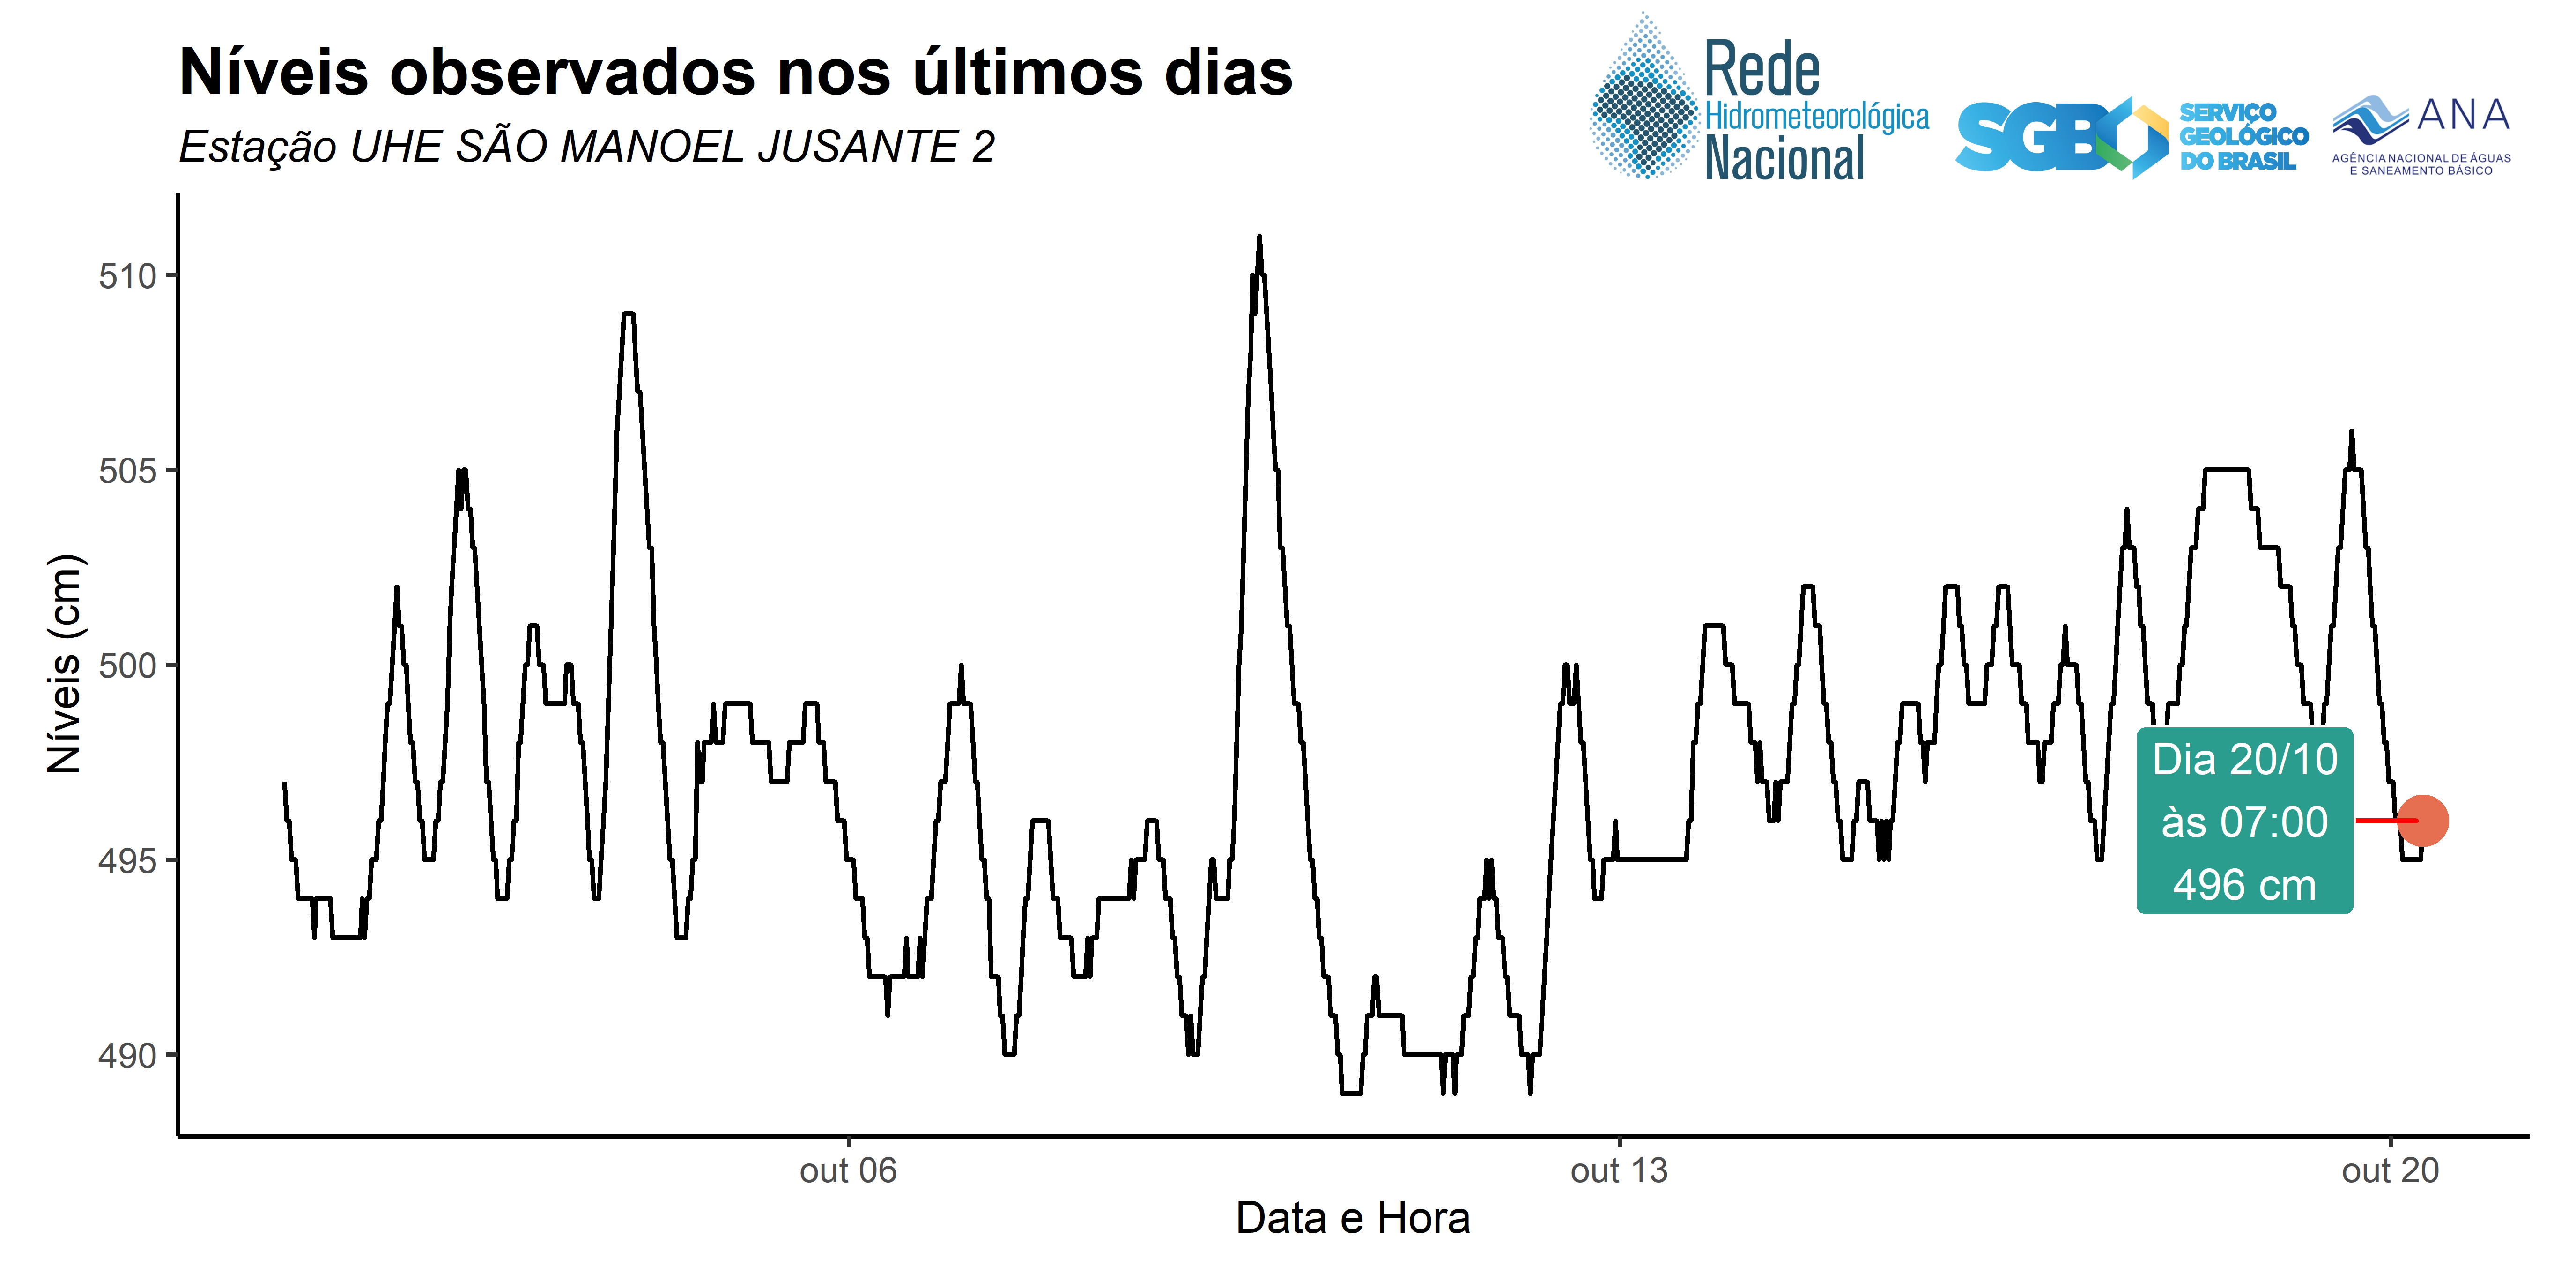 Níveis observados nos últimos dias
Estação UHE SÃO MANOEL JUSANTE 2
Rede
Hidrometeorológica
Nacional
SGB
SERVIÇO
GEOLÓGICO
DO BRASIL
ANA
AGÊNCIA NACIONAL DE ÁGUAS
E SANEAMENTO BÁSICO
Níveis (cm)
510
505
500
495
490
Dia 20/10
às 07:00
496 cm
out 06
out 13
out 20
Data e Hora